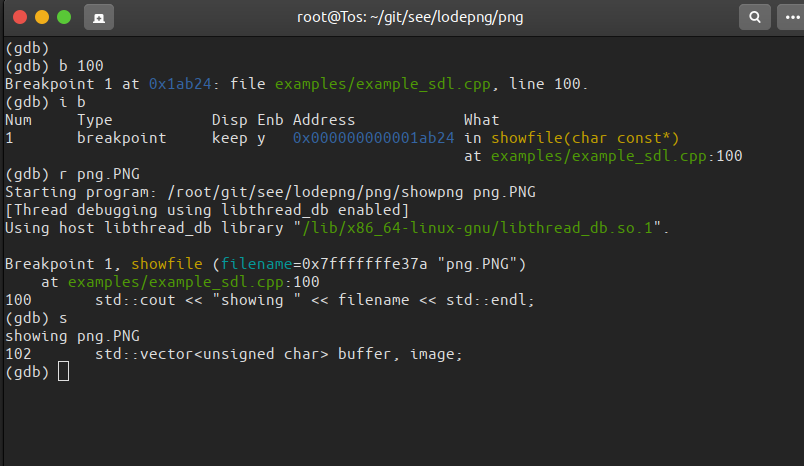 root@Tos: ~/git/see/lodepng/png
(gdb)
(gdb) b 100
Breakpoint 1 at 0x1ab24: file examples/example_sdl.cpp, line 100.
(gdb) i b
Num     Type           Disp Enb Address            What
1       breakpoint     keep y   0x000000000001ab24 in showfile(char const*)
                                                   at examples/example_sdl.cpp:100
(gdb) r png.PNG
Starting program: /root/git/see/lodepng/png/showpng png.PNG
[Thread debugging using libthread_db enabled]
Using host libthread_db library "/lib/x86_64-linux-gnu/libthread_db.so.1".
Breakpoint 1, showfile (filename=0x7fffffffe37a "png.PNG")
    at examples/example_sdl.cpp:100
100       std::cout << "showing " << filename << std::endl;
(gdb) s
showing png.PNG
102       std::vector<unsigned char> buffer, image;
(gdb)